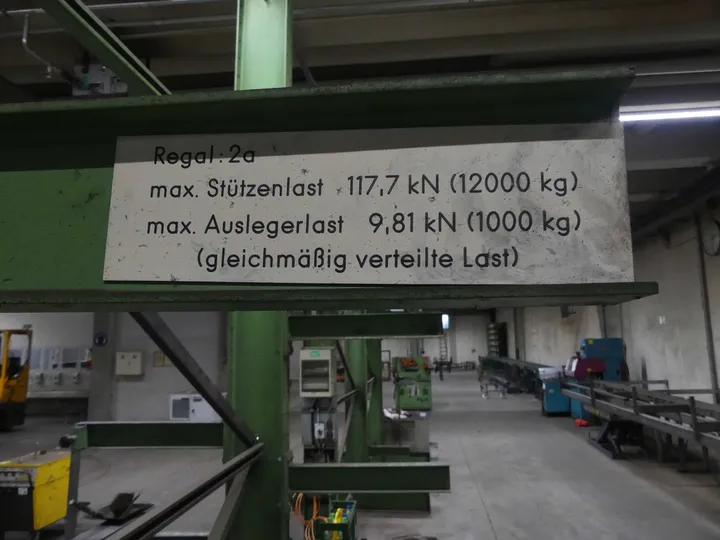 Regal: 2a
max. Stützenlast 117,7 kN (12000 kg)
max. Auslegerlast 9,81 kN (1000 kg)
(gleichmäßig verteilte Last)